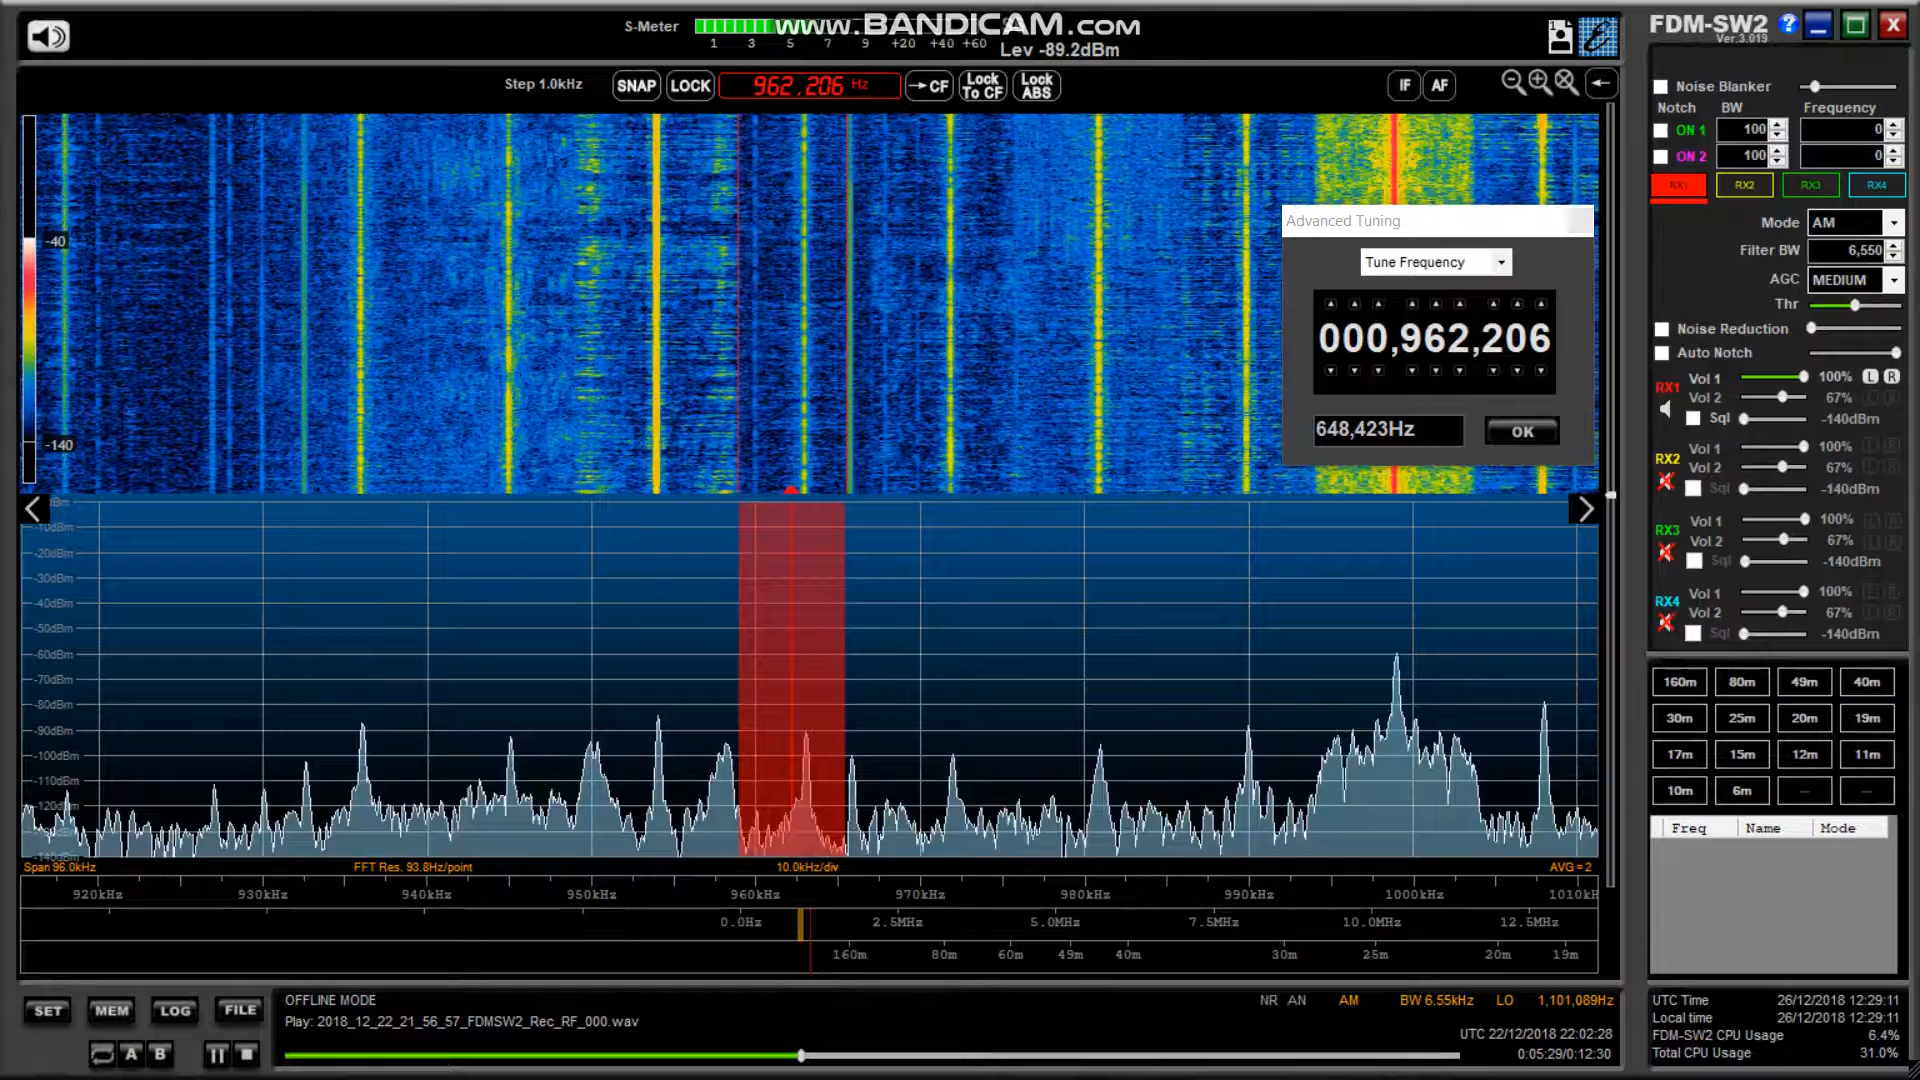 S-Meter
www.BANDICAM.com
1 3 5 7 9 +20 +40 +60
Lev -89.2dBm
FDM-SW2
Ver.3.019
Step 1.0kHz
SNAP
LOCK
962.206 Hz
→CF
Lock To CF
Lock ABS
IF
AF
-40
-140
Advanced Tuning
Tune Frequency
000,962,206
648,423Hz
OK
Noise Blanker
Notch BW Frequency
ON 1 100 0
ON 2 100 0
RX1 RX2 RX3 RX4
Mode AM
Filter BW 6,550
AGC MEDIUM
Thr
Noise Reduction
Auto Notch
RX1 Vol 1 100% L R
Vol 2 67%
Sql -140dBm
RX2 Vol 1 100%
Vol 2 67%
Sql -140dBm
RX3 Vol 1 100%
Vol 2 67%
Sql -140dBm
RX4 Vol 1 100%
Vol 2 67%
Sql -140dBm
160m 80m 49m 40m
30m 25m 20m 19m
17m 15m 12m 11m
10m 6m -- --
Freq Name Mode
-10dBm
-20dBm
-30dBm
-40dBm
-50dBm
-60dBm
-70dBm
-80dBm
-90dBm
-100dBm
-110dBm
-120dBm
-130dBm
-140dBm
Span 96.0kHz FFT Res. 93.8Hz/point 10.0kHz/div AVG=2
920kHz 930kHz 940kHz 950kHz 960kHz 970kHz 980kHz 990kHz 1000kHz 1010kH
0.0Hz 2.5MHz 5.0MHz 7.5MHz 10.0MHz 12.5MHz
160m 80m 60m 49m 40m 30m 25m 20m 19m
SET MEM LOG FILE
A B
OFFLINE MODE
Play: 2018_12_22_21_56_57_FDMSW2_Rec_RF_000.wav
NR AN AM BW 6.55kHz LO 1,101,089Hz
UTC 22/12/2018 22:02:28
0:05:29/0:12:30
UTC Time 26/12/2018 12:29:11
Local time 26/12/2018 12:29:11
FDM-SW2 CPU Usage 6.4%
Total CPU Usage 31.0%